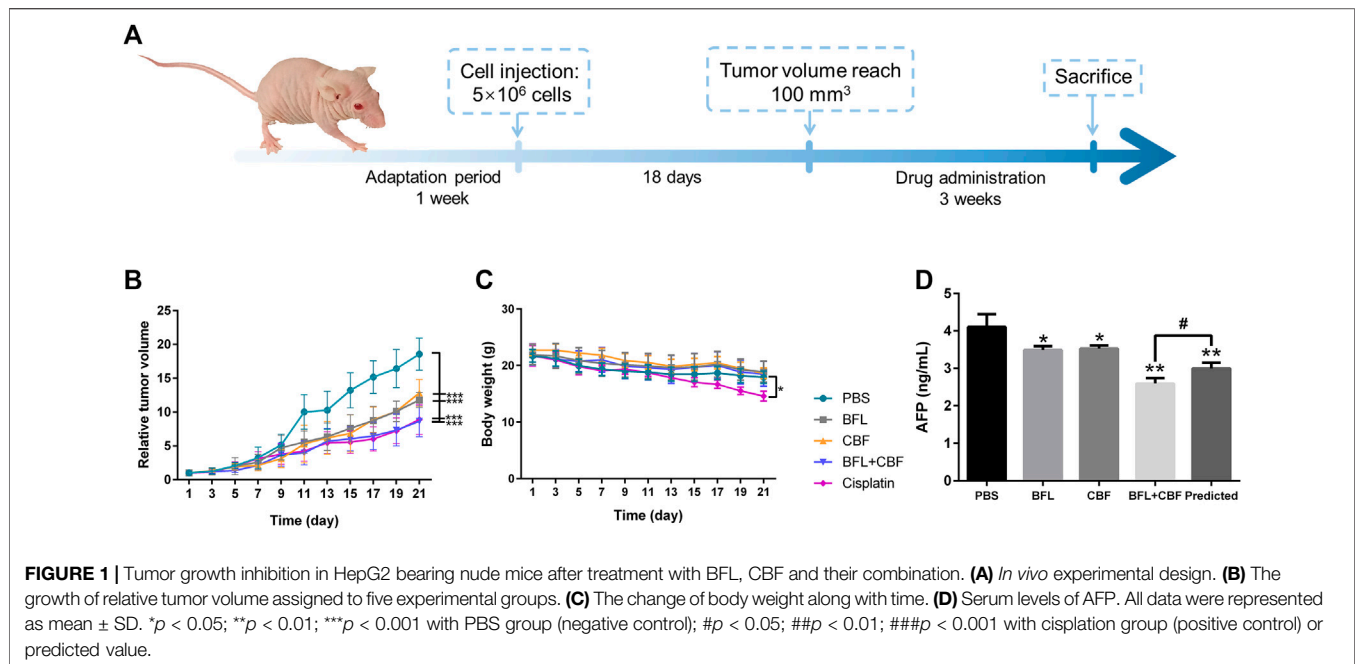 A
Cell injection:
5×10⁶ cells
Tumor volume reach
100 mm³
Sacrifice
Adaptation period
1 week
18 days
Drug administration
3 weeks
B
Relative tumor volume
25
20
15
10
5
0
1 3 5 7 9 11 13 15 17 19 21
Time (day)
***
***
***
***
C
Body weight (g)
30
20
10
0
1 3 5 7 9 11 13 15 17 19 21
Time (day)
*
PBS
BFL
CBF
BFL+CBF
Cisplatin
D
AFP (ng/mL)
5
4
3
2
1
0
*
*
**
#
**
PBS BFL CBF BFL+CBF Predicted
FIGURE 1 | Tumor growth inhibition in HepG2 bearing nude mice after treatment with BFL, CBF and their combination. (A) In vivo experimental design. (B) The
growth of relative tumor volume assigned to five experimental groups. (C) The change of body weight along with time. (D) Serum levels of AFP. All data were represented
as mean ± SD. *p < 0.05; **p < 0.01; ***p < 0.001 with PBS group (negative control); #p < 0.05; ##p < 0.01; ###p < 0.001 with cisplation group (positive control) or
predicted value.